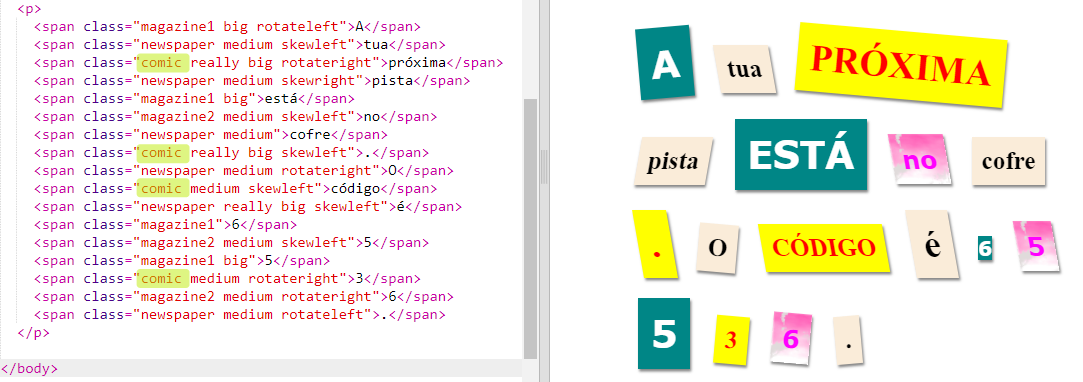 <p>
<span class="magazine1 big rotateleft">A</span>
<span class="newspaper medium skewleft">tua</span>
<span class="comic really big rotateright">próxima</span>
<span class="newspaper medium skewright">pista</span>
<span class="magazine1 big">está</span>
<span class="magazine2 medium skewleft">no</span>
<span class="newspaper medium">cofre</span>
<span class="comic really big skewleft">.</span>
<span class="newspaper medium rotateright">O</span>
<span class="comic medium skewleft">código</span>
<span class="newspaper really big skewleft">é</span>
<span class="magazine1">6</span>
<span class="magazine2 medium skewleft">5</span>
<span class="magazine1 big">5</span>
<span class="comic medium rotateright">3</span>
<span class="magazine2 medium rotateright">6</span>
<span class="newspaper medium rotateleft">.</span>
</p>
</body>
A tua PRÓXIMA
pista ESTÁ no cofre
. O CÓDIGO é 6 5
5 3 6 .